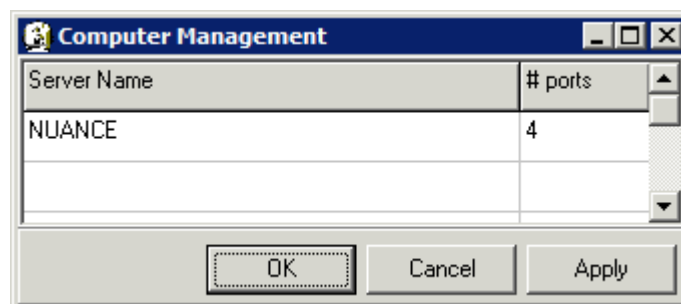 Computer Management
Server Name # ports
NUANCE 4
OK Cancel Apply